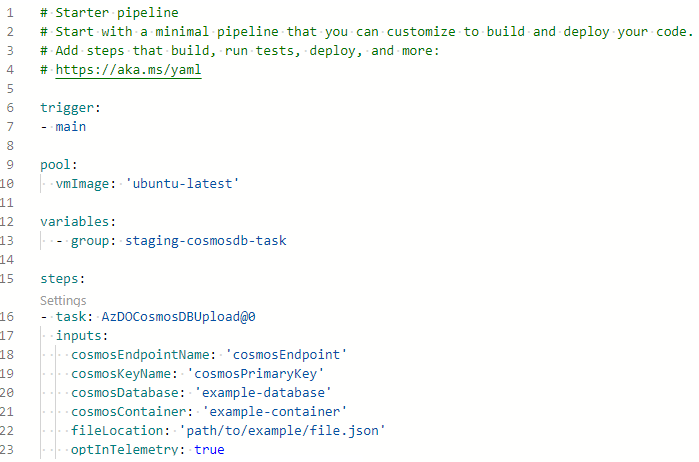 1 # Starter pipeline
2 # Start with a minimal pipeline that you can customize to build and deploy your code.
3 # Add steps that build, run tests, deploy, and more:
4 # https://aka.ms/yaml
5
6 trigger:
7 - main
8
9 pool:
10   vmImage: 'ubuntu-latest'
11
12 variables:
13   - group: staging-cosmosdb-task
14
15 steps:
Settings
16 - task: AzDOCosmosDBUpload@0
17   inputs:
18     cosmosEndpointName: 'cosmosEndpoint'
19     cosmosKeyName: 'cosmosPrimaryKey'
20     cosmosDatabase: 'example-database'
21     cosmosContainer: 'example-container'
22     fileLocation: 'path/to/example/file.json'
23     optInTelemetry: true